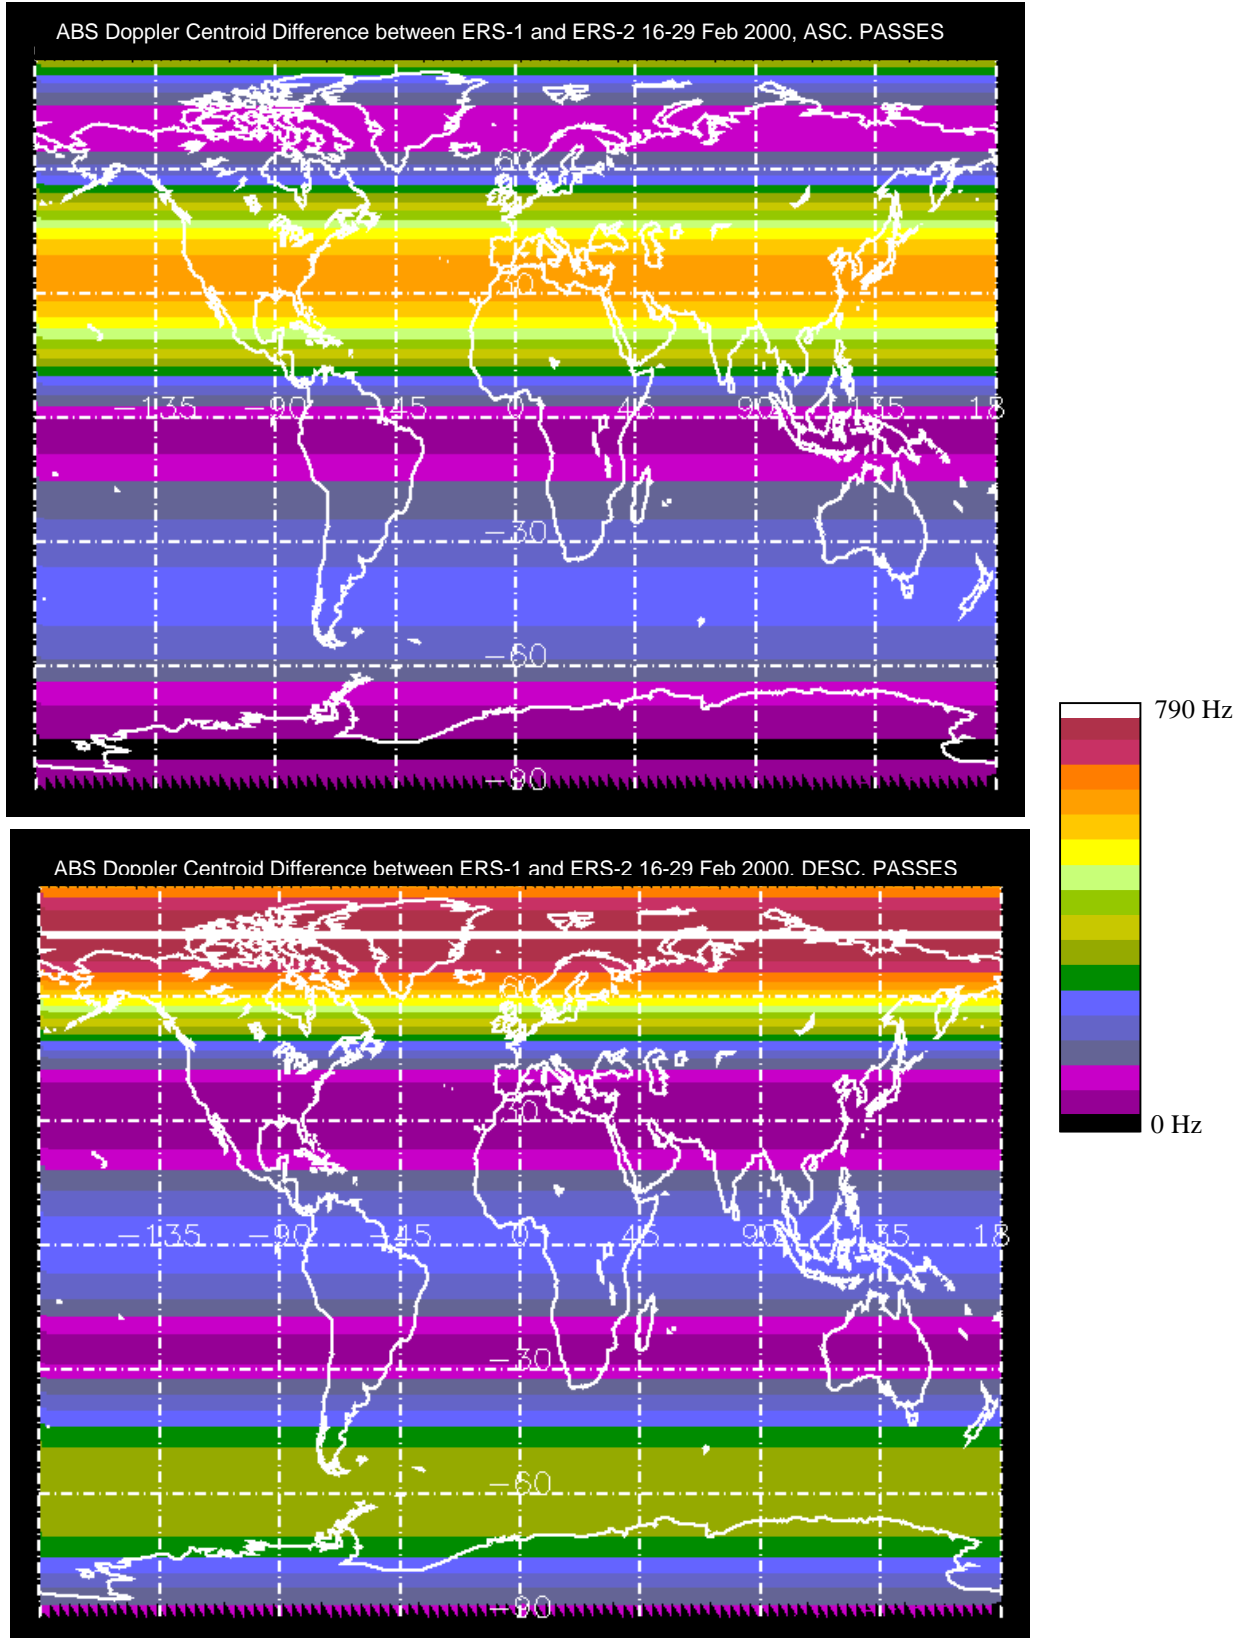 ABS Doppler Centroid Difference between ERS-1 and ERS-2 16-29 Feb 2000, ASC. PASSES
60
30
-135 -90 -45 0 45 90 135 18
-30
-60
-90
790 Hz
0 Hz
ABS Doppler Centroid Difference between ERS-1 and ERS-2 16-29 Feb 2000. DESC. PASSES
60
30
-135 -90 -45 0 45 90 135 18
-30
-60
-90